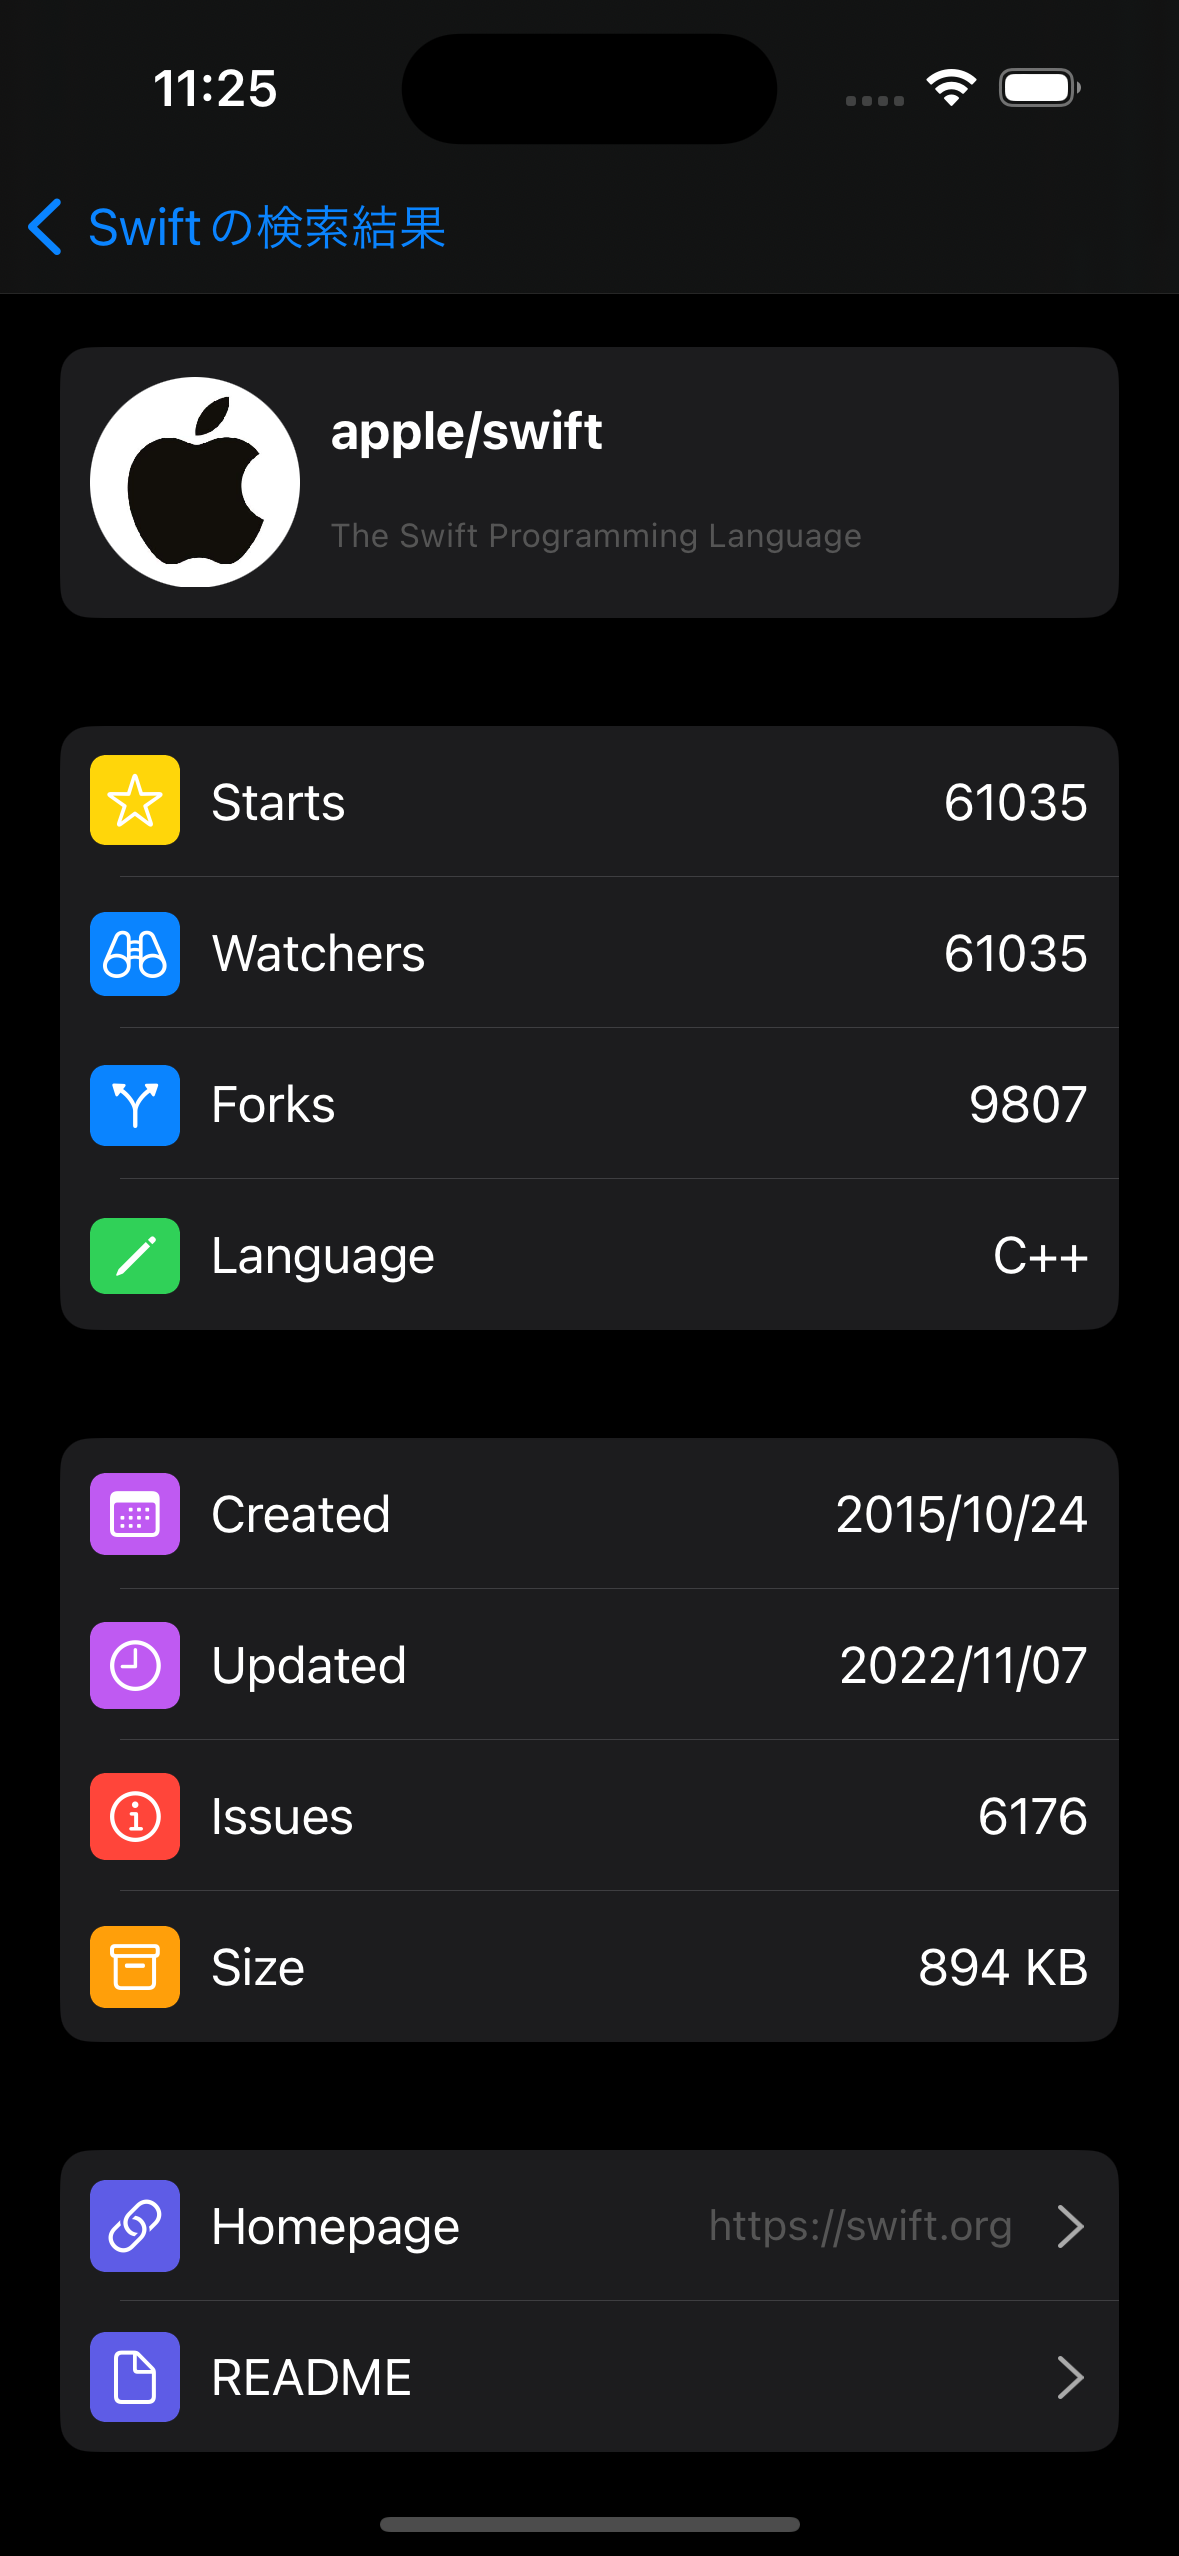 11:25
Swiftの検索結果
apple/swift
The Swift Programming Language
Starts 61035
Watchers 61035
Forks 9807
Language C++
Created 2015/10/24
Updated 2022/11/07
Issues 6176
Size 894 KB
Homepage https://swift.org
README